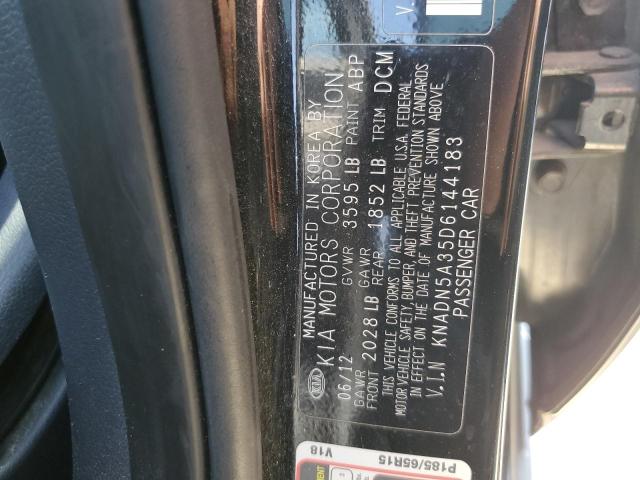 V
MANUFACTURED IN KOREA BY
KIA KIA MOTORS CORPORATION
06/12 GVWR 3595 LB PAINT ABP
GAWR FRONT 2028 LB GAWR REAR 1852 LB TRIM DCM
THIS VEHICLE CONFORMS TO ALL APPLICABLE U.S.A. FEDERAL
MOTOR VEHICLE SAFETY, BUMPER, AND THEFT PREVENTION STANDARDS
IN EFFECT ON THE DATE OF MANUFACTURE SHOWN ABOVE
V.I.N KNADN5A35D6144183
PASSENGER CAR
P185/65R15
V18